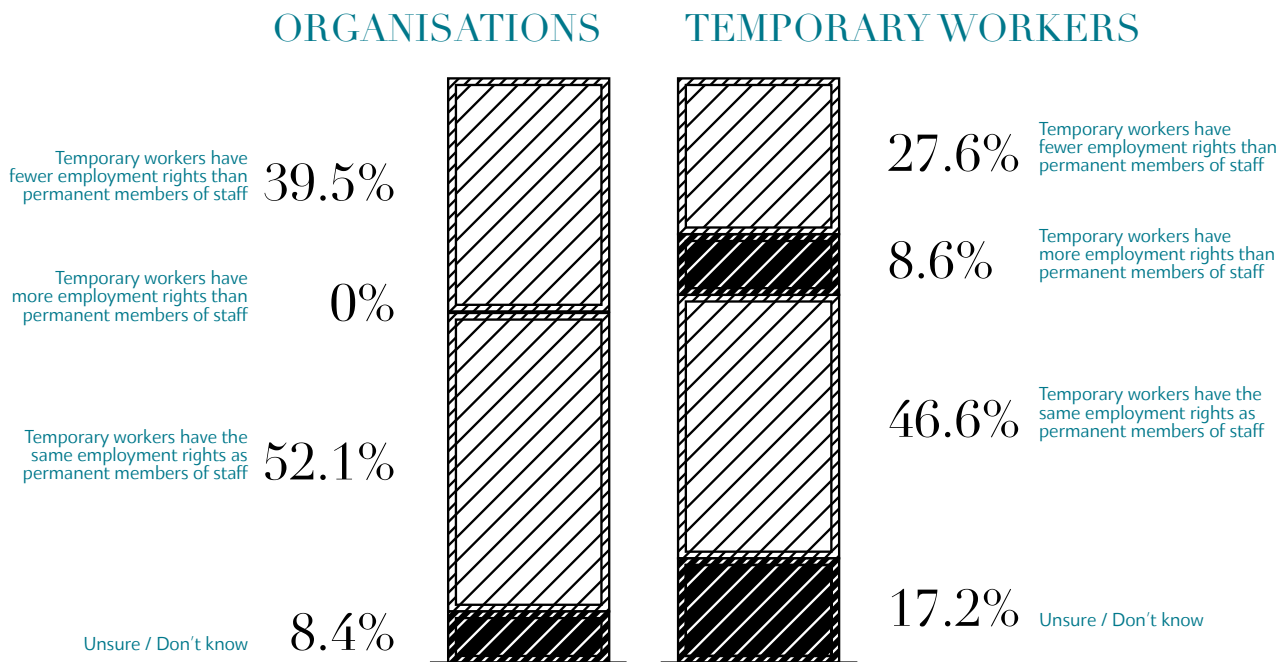 ORGANISATIONS
Temporary workers have
fewer employment rights than
permanent members of staff
39.5%
Temporary workers have
more employment rights than
permanent members of staff
0%
Temporary workers have the
same employment rights as
permanent members of staff
52.1%
Unsure / Don't know
8.4%
TEMPORARY WORKERS
27.6%
Temporary workers have
fewer employment rights than
permanent members of staff
8.6%
Temporary workers have
more employment rights than
permanent members of staff
46.6%
Temporary workers have the
same employment rights as
permanent members of staff
17.2%
Unsure / Don't know